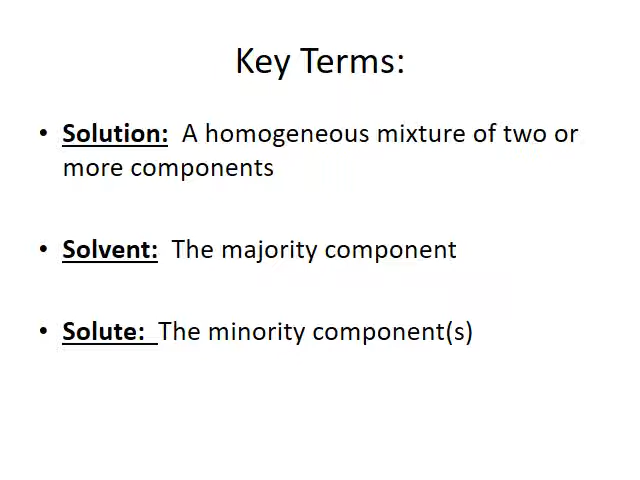 Key Terms:
• Solution: A homogeneous mixture of two or
more components
• Solvent: The majority component
• Solute: The minority component(s)